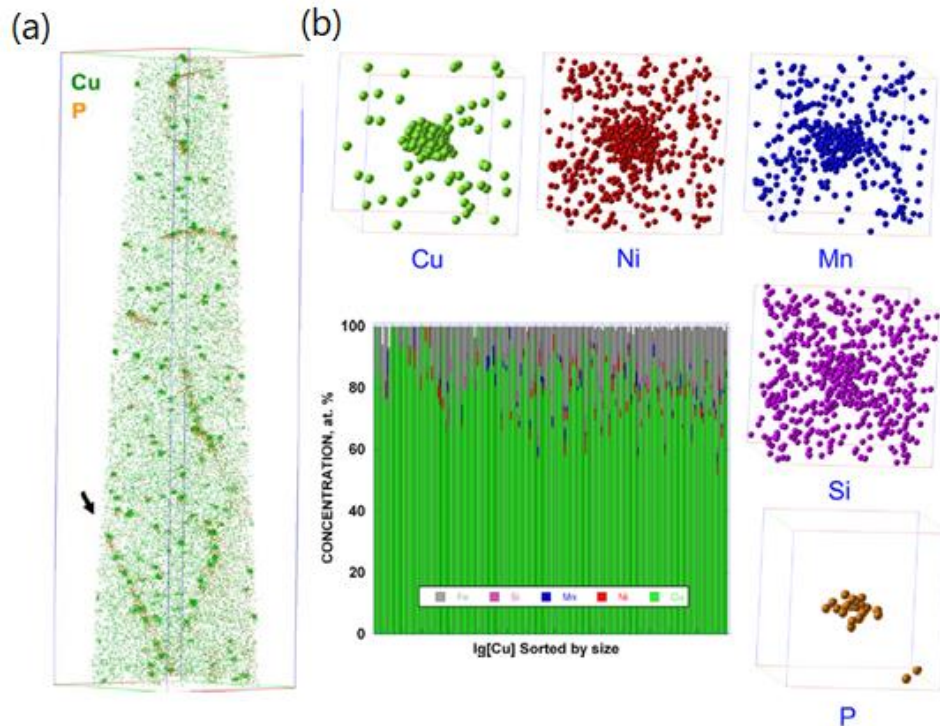 (a)
Cu
P
(b)
Cu
Ni
Mn
Si
P
CONCENTRATION, at. %
100
80
60
40
20
0
Fe Si Mn Ni Cu
lg[Cu] Sorted by size